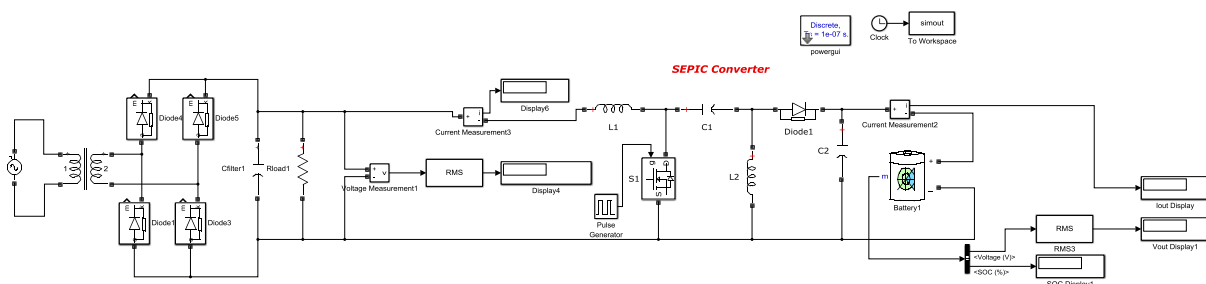 Discrete,
Ts = 1e-07 s.
powergui
Clock
simout
To Workspace
SEPIC Converter
Diode4
Diode5
Display6
Current Measurement3
L1
C1
Diode1
Current Measurement2
1
2
Cfilter1
Rload1
Voltage Measurement1
RMS
Display4
S1
L2
C2
m
Battery1
Iout Display
Diode1
Diode3
Pulse
Generator
RMS
RMS3
Vout Display1
<Voltage (V)>
<SOC (%)>
SOC Display1